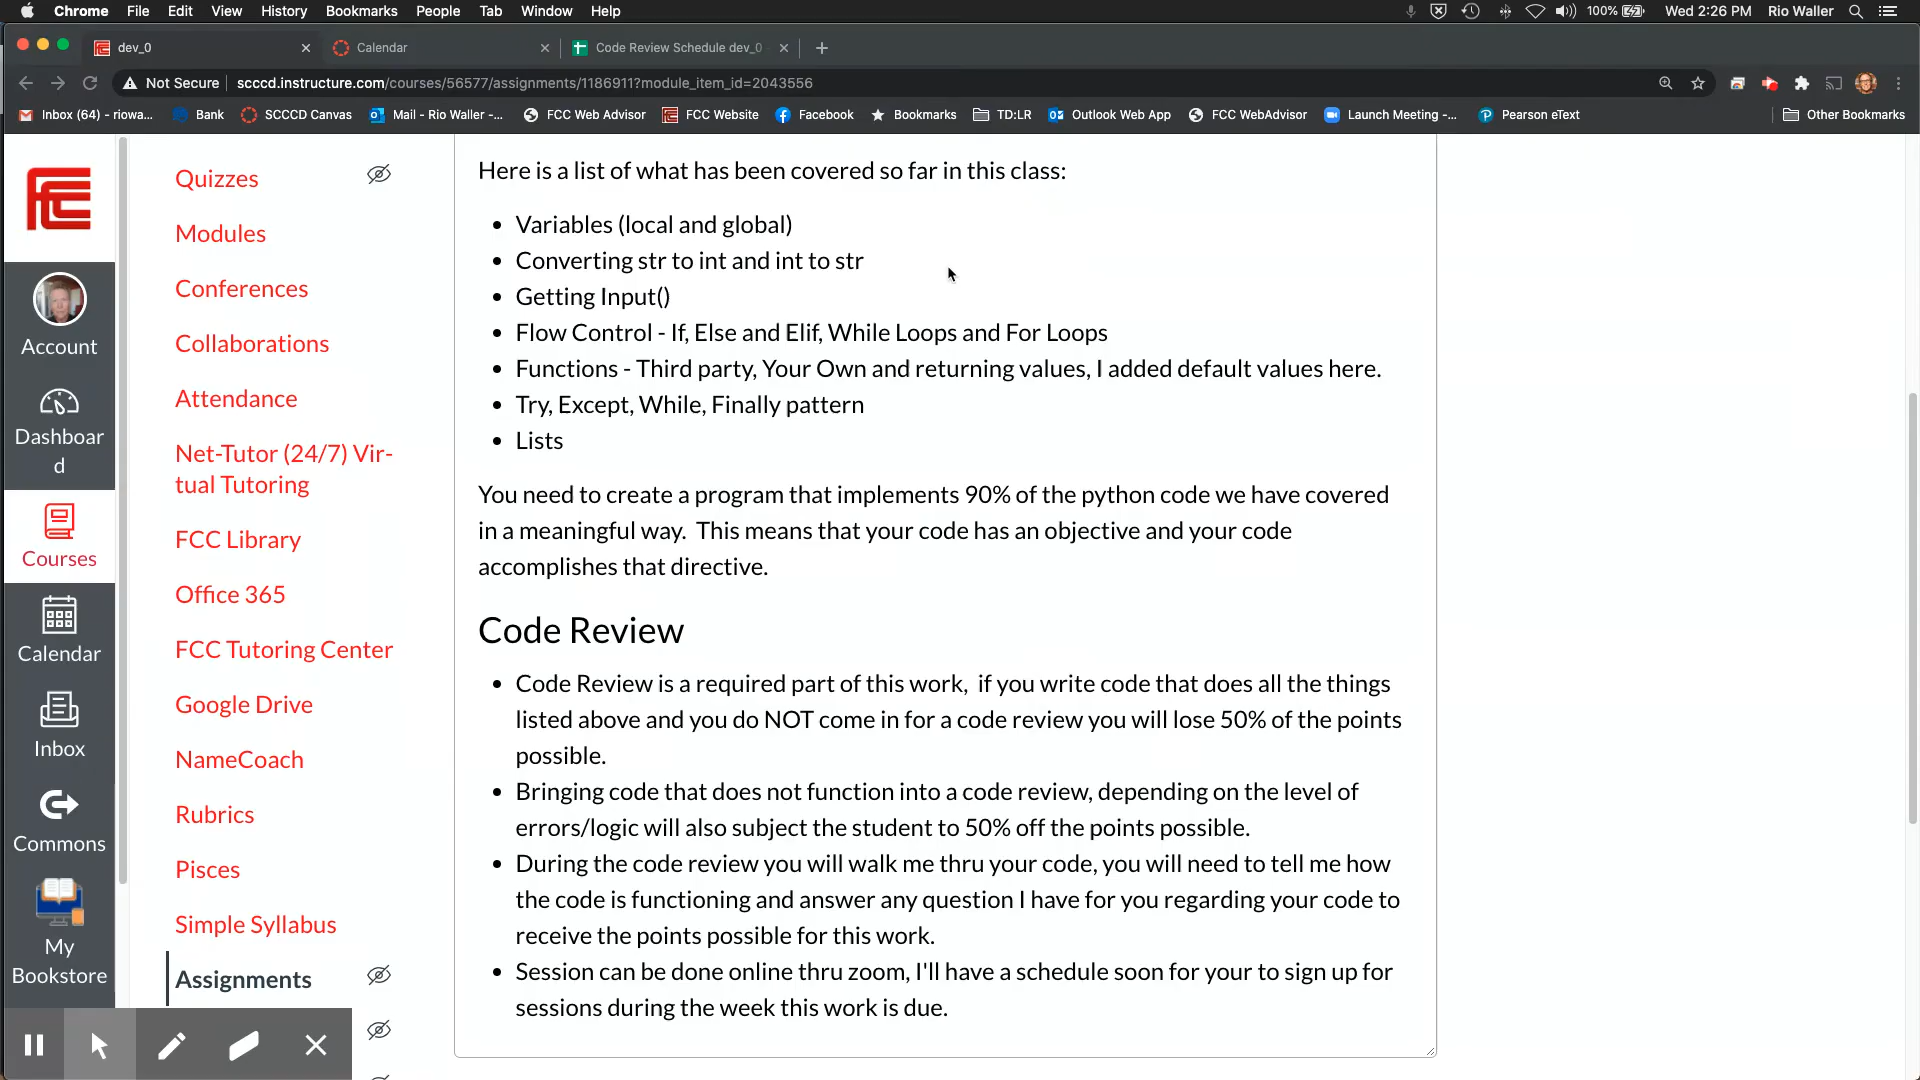 Chrome File Edit View History Bookmarks People Tab Window Help 100% Wed 2:26 PM Rio Waller
dev_0 Calendar Code Review Schedule dev_0
Not Secure scccd.instructure.com/courses/56577/assignments/1186911?module_item_id=2043556
Inbox (64) - riowa... Bank SCCCD Canvas Mail - Rio Waller -... FCC Web Advisor FCC Website Facebook Bookmarks TD:LR Outlook Web App FCC WebAdvisor Launch Meeting -... Pearson eText Other Bookmarks
Account
Dashboar
d
Courses
Calendar
Inbox
Commons
My
Bookstore
Quizzes
Modules
Conferences
Collaborations
Attendance
Net-Tutor (24/7) Vir-
tual Tutoring
FCC Library
Office 365
FCC Tutoring Center
Google Drive
NameCoach
Rubrics
Pisces
Simple Syllabus
Assignments
Here is a list of what has been covered so far in this class:
Variables (local and global)
Converting str to int and int to str
Getting Input()
Flow Control - If, Else and Elif, While Loops and For Loops
Functions - Third party, Your Own and returning values, I added default values here.
Try, Except, While, Finally pattern
Lists
You need to create a program that implements 90% of the python code we have covered
in a meaningful way. This means that your code has an objective and your code
accomplishes that directive.
Code Review
Code Review is a required part of this work, if you write code that does all the things
listed above and you do NOT come in for a code review you will lose 50% of the points
possible.
Bringing code that does not function into a code review, depending on the level of
errors/logic will also subject the student to 50% off the points possible.
During the code review you will walk me thru your code, you will need to tell me how
the code is functioning and answer any question I have for you regarding your code to
receive the points possible for this work.
Session can be done online thru zoom, I'll have a schedule soon for your to sign up for
sessions during the week this work is due.